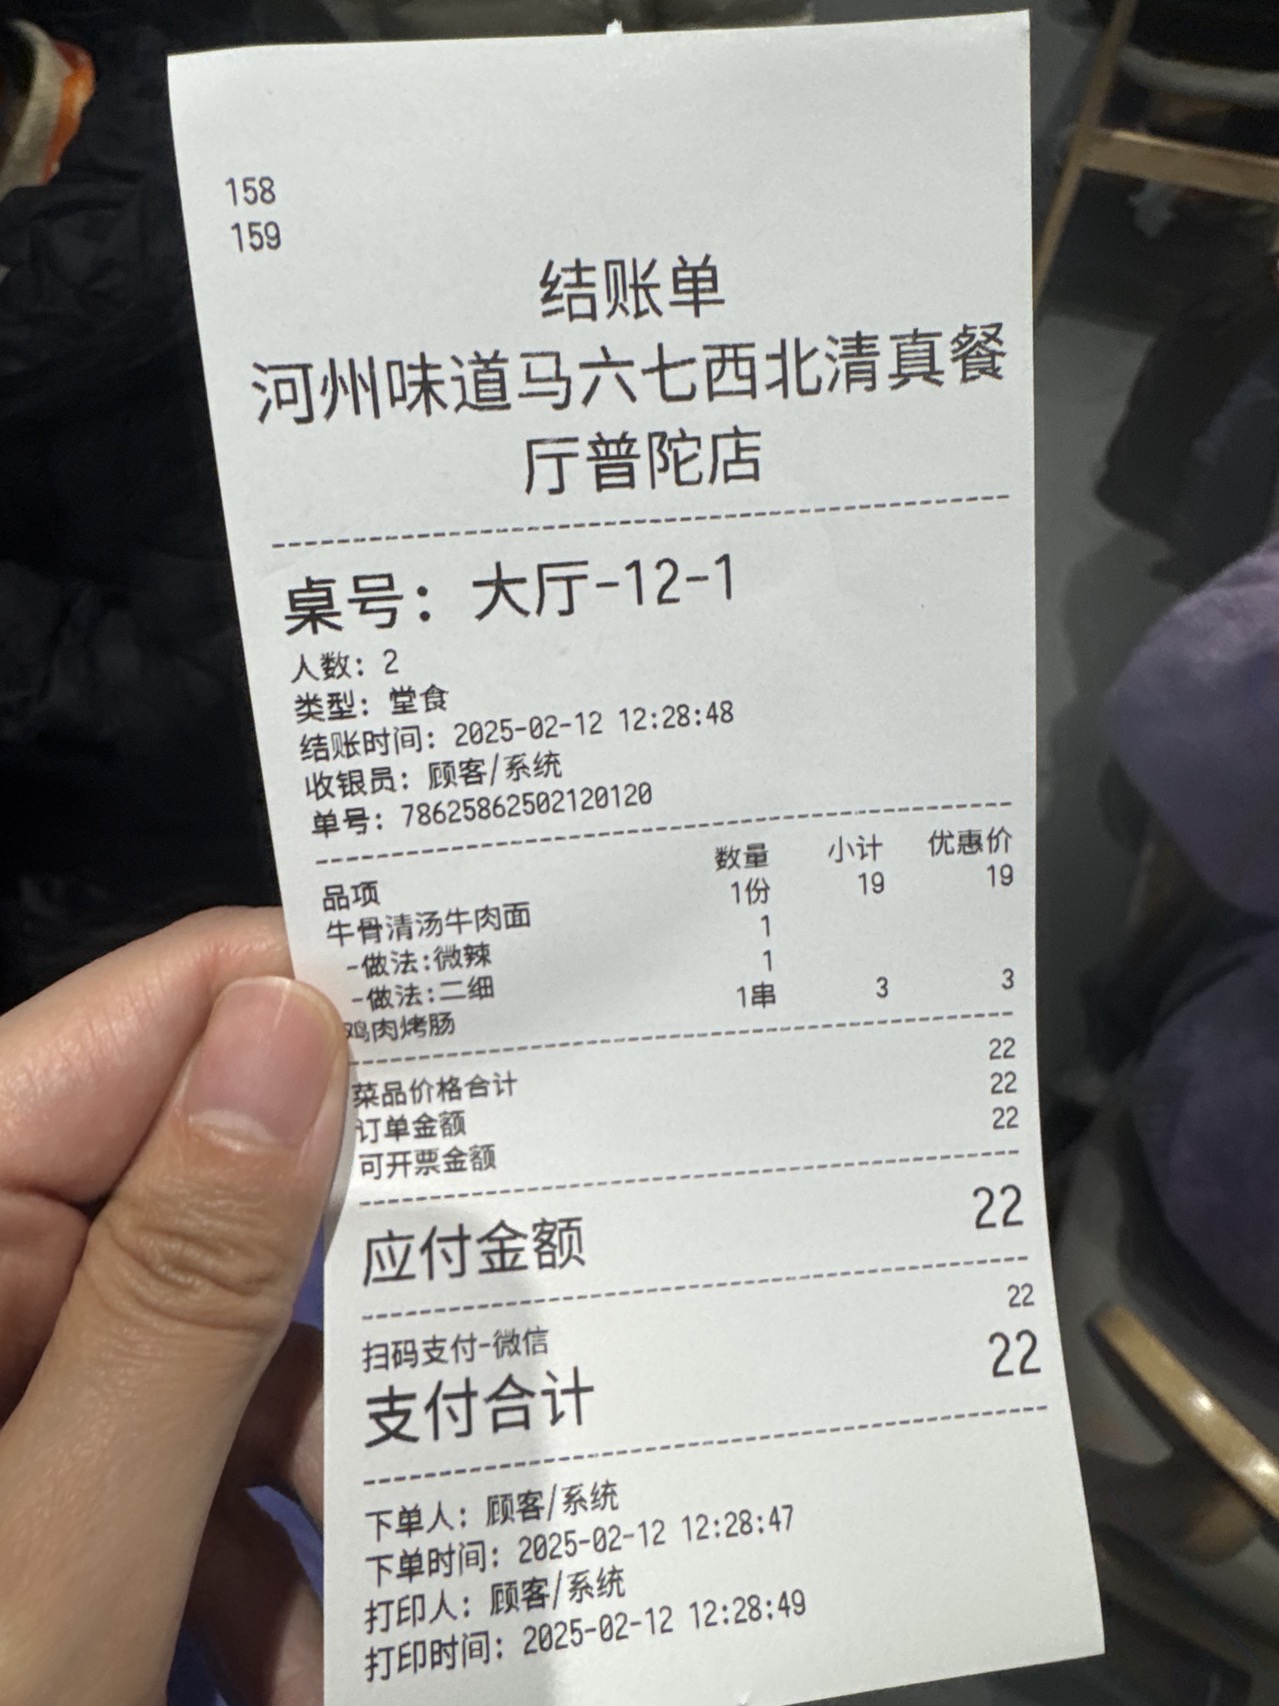 158
159
结账单
河州味道马六七西北清真餐
厅普陀店
桌号：大厅-12-1
人数：2
类型：堂食
结账时间：2025-02-12 12:28:48
收银员：顾客/系统
单号：78625862502120120
品项 数量 小计 优惠价
牛骨清汤牛肉面 1份 19 19
-做法:微辣 1
-做法:二细 1
鸡肉烤肠 1串 3 3
菜品价格合计 22
订单金额 22
可开票金额 22
应付金额 22
扫码支付-微信 22
支付合计 22
下单人：顾客/系统
下单时间：2025-02-12 12:28:47
打印人：顾客/系统
打印时间：2025-02-12 12:28:49